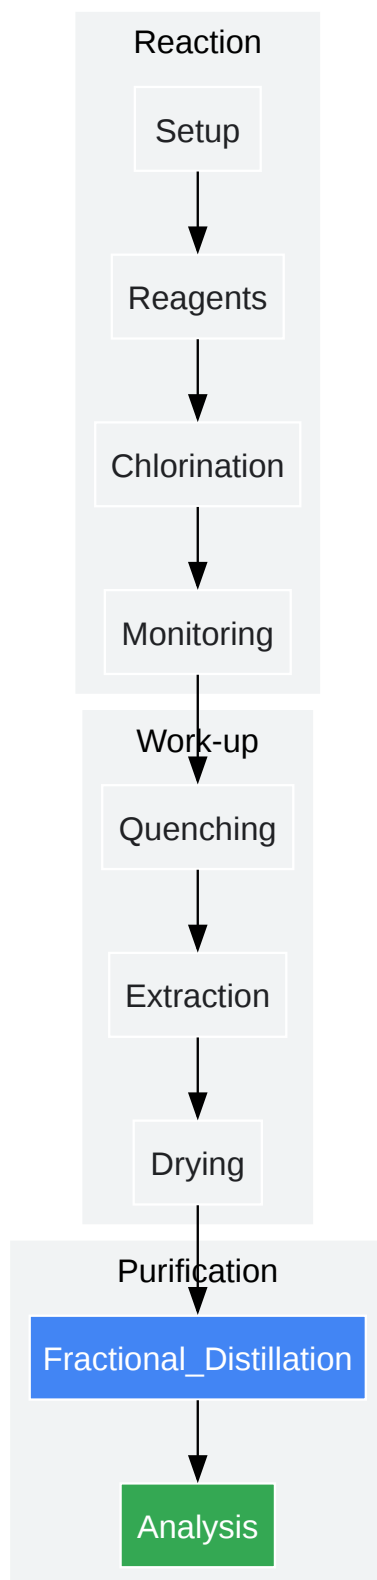 Reaction
Setup
Reagents
Chlorination
Monitoring
Work-up
Quenching
Extraction
Drying
Purification
Fractional_Distillation
Analysis